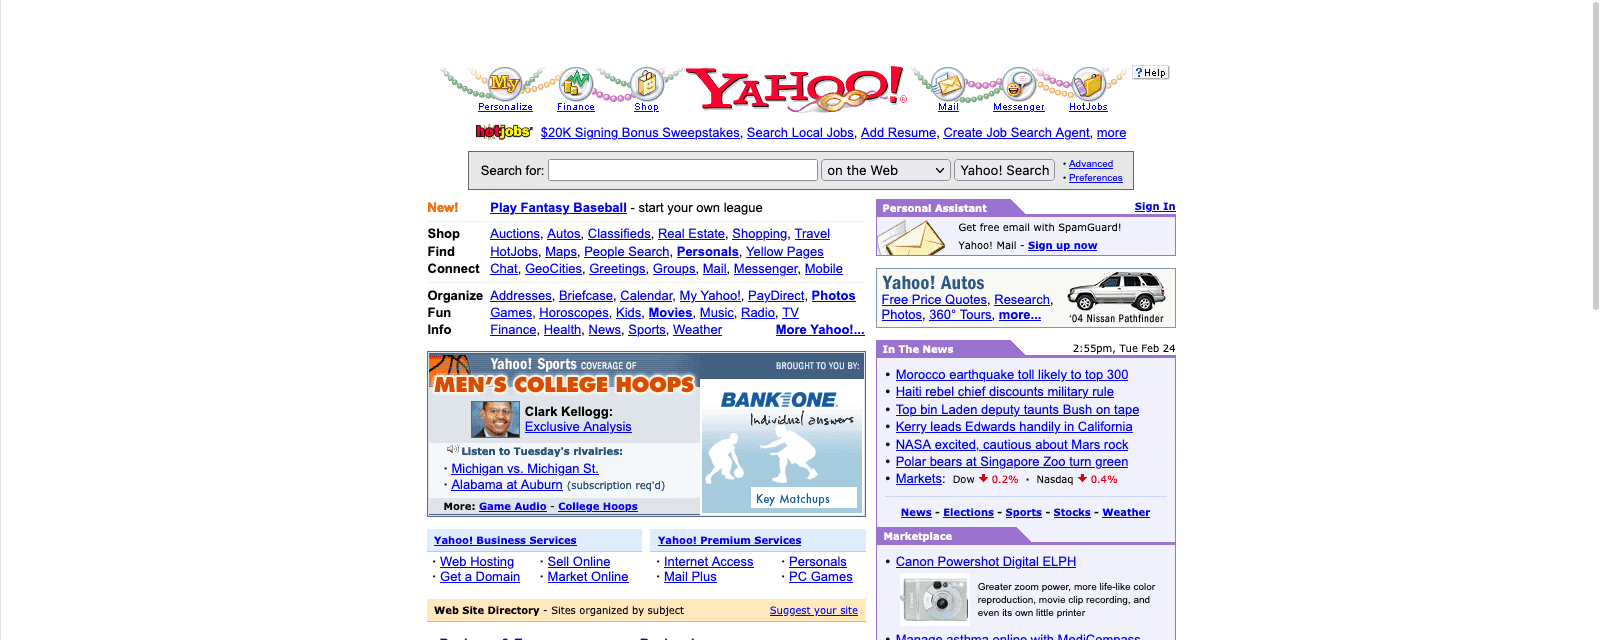 My
Personalize
Finance
Shop
YAHOO!®
Mail
Messenger
HotJobs
? Help
hotjobs $20K Signing Bonus Sweepstakes, Search Local Jobs, Add Resume, Create Job Search Agent, more
Search for: on the Web Yahoo! Search
· Advanced
· Preferences
New! Play Fantasy Baseball - start your own league
Shop Auctions, Autos, Classifieds, Real Estate, Shopping, Travel
Find HotJobs, Maps, People Search, Personals, Yellow Pages
Connect Chat, GeoCities, Greetings, Groups, Mail, Messenger, Mobile
Organize Addresses, Briefcase, Calendar, My Yahoo!, PayDirect, Photos
Fun Games, Horoscopes, Kids, Movies, Music, Radio, TV
Info Finance, Health, News, Sports, Weather More Yahoo!...
Yahoo! Sports COVERAGE OF
MEN'S COLLEGE HOOPS
Clark Kellogg:
Exclusive Analysis
Listen to Tuesday's rivalries:
· Michigan vs. Michigan St.
· Alabama at Auburn (subscription req'd)
More: Game Audio - College Hoops
BROUGHT TO YOU BY:
BANK ONE.
Individual answers
Key Matchups
Yahoo! Business Services
· Web Hosting · Sell Online
· Get a Domain · Market Online
Yahoo! Premium Services
· Internet Access · Personals
· Mail Plus · PC Games
Web Site Directory - Sites organized by subject Suggest your site
Personal Assistant Sign In
Get free email with SpamGuard!
Yahoo! Mail - Sign up now
Yahoo! Autos
Free Price Quotes, Research,
Photos, 360° Tours, more...
'04 Nissan Pathfinder
In The News 2:55pm, Tue Feb 24
• Morocco earthquake toll likely to top 300
• Haiti rebel chief discounts military rule
• Top bin Laden deputy taunts Bush on tape
• Kerry leads Edwards handily in California
• NASA excited, cautious about Mars rock
• Polar bears at Singapore Zoo turn green
• Markets: Dow 0.2% · Nasdaq 0.4%
News - Elections - Sports - Stocks - Weather
Marketplace
• Canon Powershot Digital ELPH
Greater zoom power, more life-like color
reproduction, movie clip recording, and
even its own little printer
• Manage asthma online with MediCompass